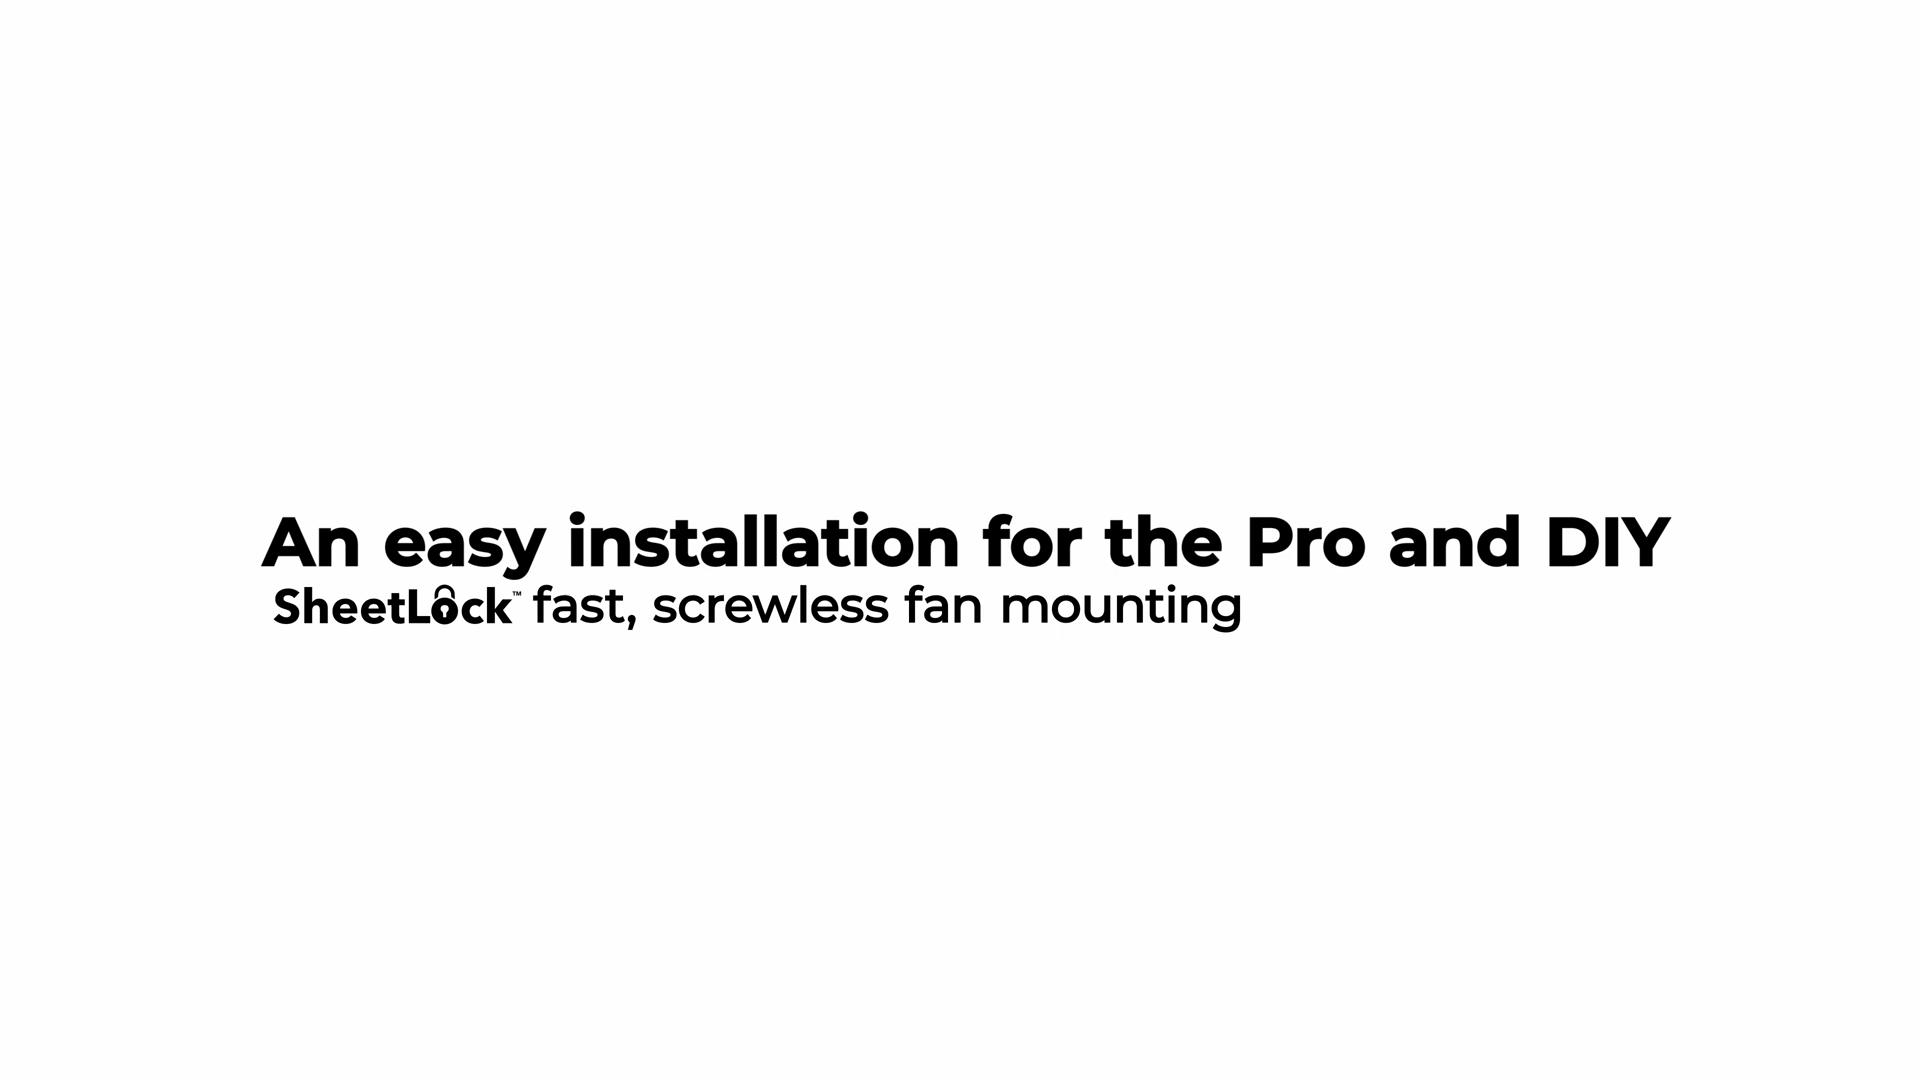 An easy installation for the Pro and DIY
SheetLock™ fast, screwless fan mounting